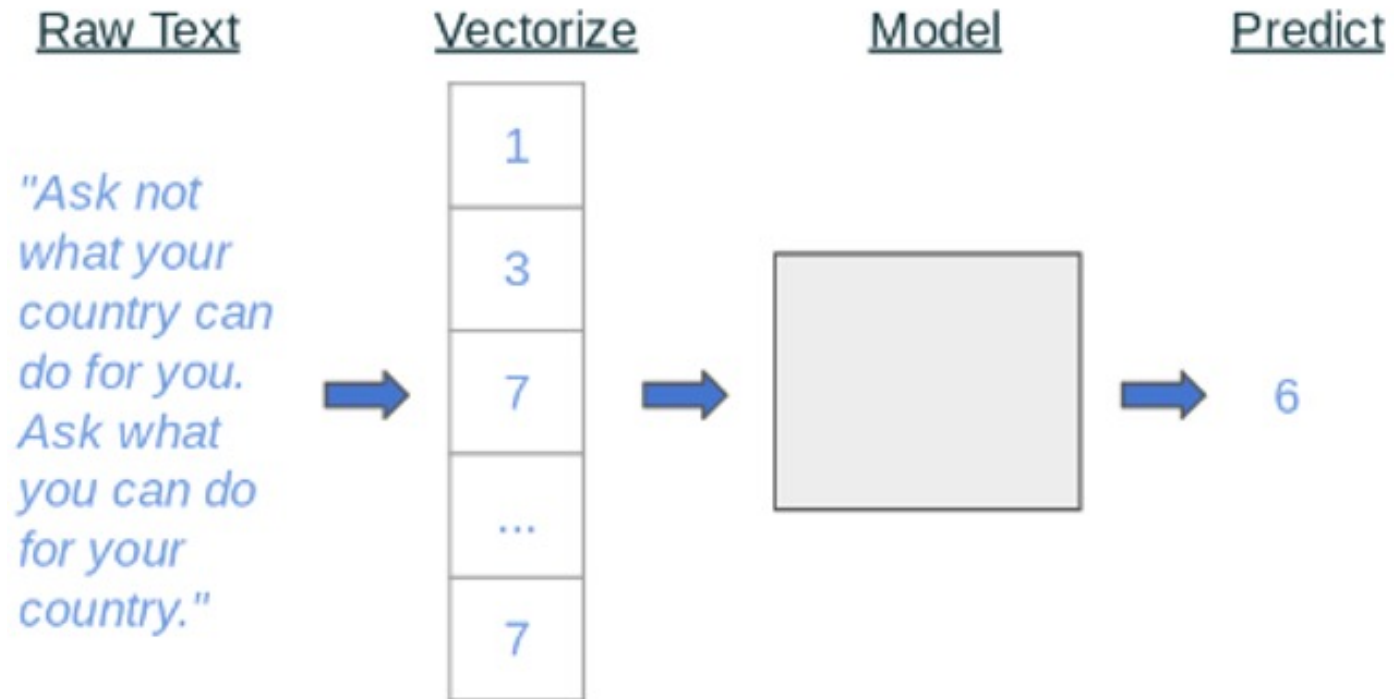 Raw Text
Vectorize
Model
Predict
"Ask not
what your
country can
do for you.
Ask what
you can do
for your
country."
1
3
7
...
7
6